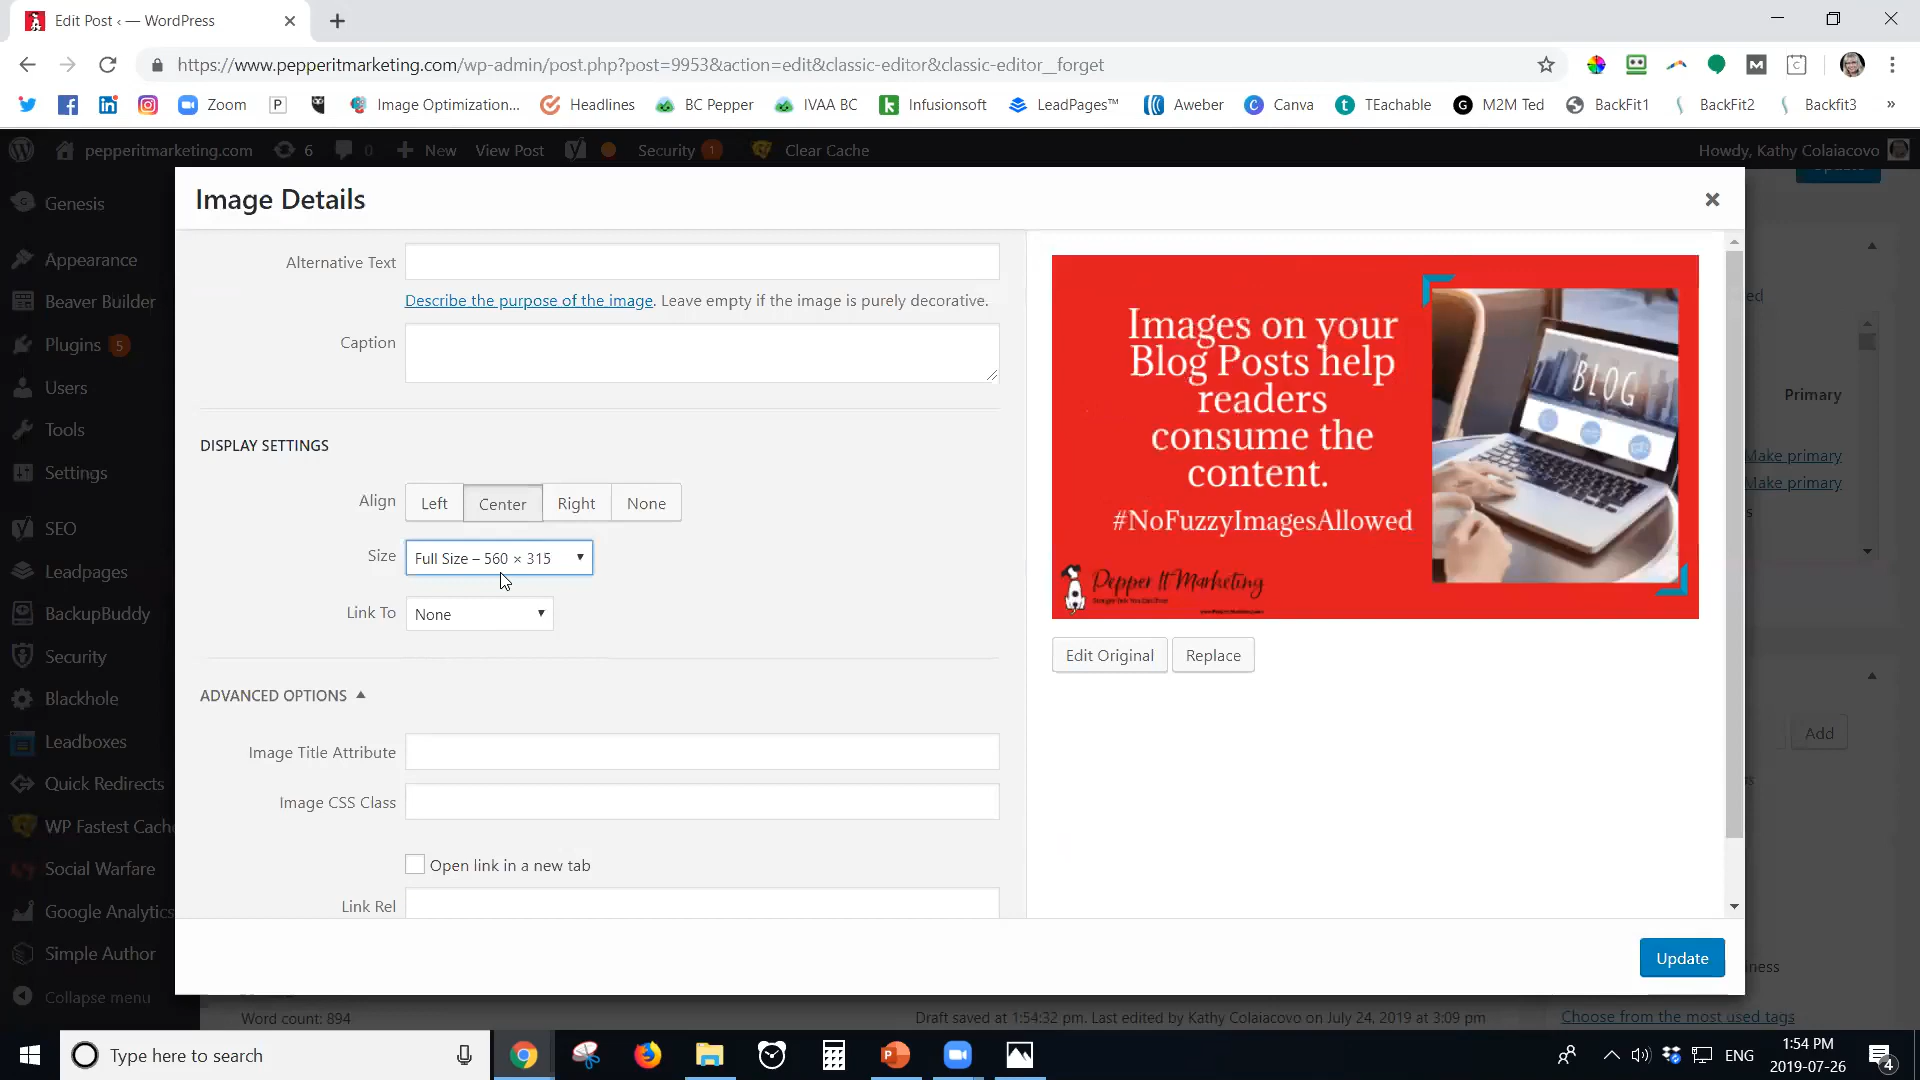 Edit Post ‹ — WordPress
https://www.pepperitmarketing.com/wp-admin/post.php?post=9953&action=edit&classic-editor&classic-editor__forget
Zoom
Image Optimization...
Headlines
BC Pepper
IVAA BC
Infusionsoft
LeadPages™
Aweber
Canva
TEachable
M2M Ted
BackFit1
BackFit2
Backfit3
»
pepperitmarketing.com
6
0
New
View Post
Security 1
Clear Cache
Howdy, Kathy Colaiacovo
Genesis
Appearance
Beaver Builder
Plugins 5
Users
Tools
Settings
SEO
Leadpages
BackupBuddy
Security
Blackhole
Leadboxes
Quick Redirects
WP Fastest Cache
Social Warfare
Google Analytics
Simple Author
Collapse menu
Image Details
Alternative Text
Describe the purpose of the image. Leave empty if the image is purely decorative.
Caption
DISPLAY SETTINGS
Align Left Center Right None
Size Full Size – 560 × 315
Link To None
ADVANCED OPTIONS
Image Title Attribute
Image CSS Class
Open link in a new tab
Link Rel
Images on your
Blog Posts help
readers
consume the
content.
#NoFuzzyImagesAllowed
BLOG
Pepper It Marketing
Edit Original
Replace
Update
Primary
Make primary
Make primary
Add
Word count: 894
Draft saved at 1:54:32 pm. Last edited by Kathy Colaiacovo on July 24, 2019 at 3:09 pm
Choose from the most used tags
Type here to search
ENG
1:54 PM
2019-07-26
4